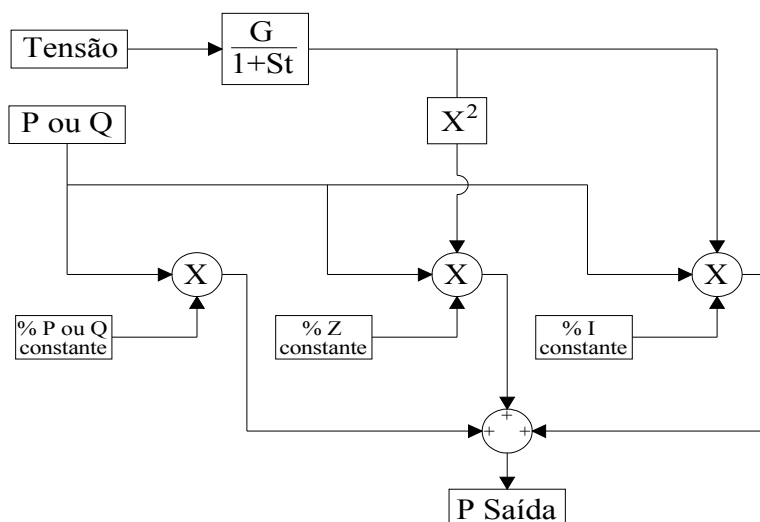 Tensão
G
1+St
P ou Q
X²
X
X
X
% P ou Q
constante
% Z
constante
% I
constante
+
+
+
P Saída